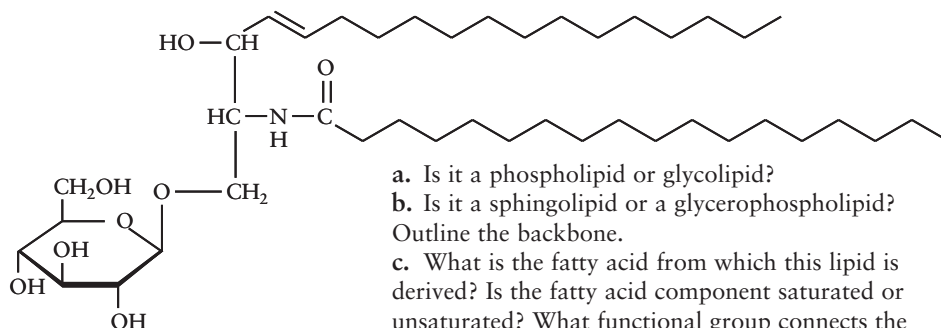 HO
CH
O
HC
N
C
H
CH₂OH
O
CH₂
O
OH
OH
OH
a. Is it a phospholipid or glycolipid?
b. Is it a sphingolipid or a glycerophospholipid?
Outline the backbone.
c. What is the fatty acid from which this lipid is
derived? Is the fatty acid component saturated or
unsaturated? What functional group connects the